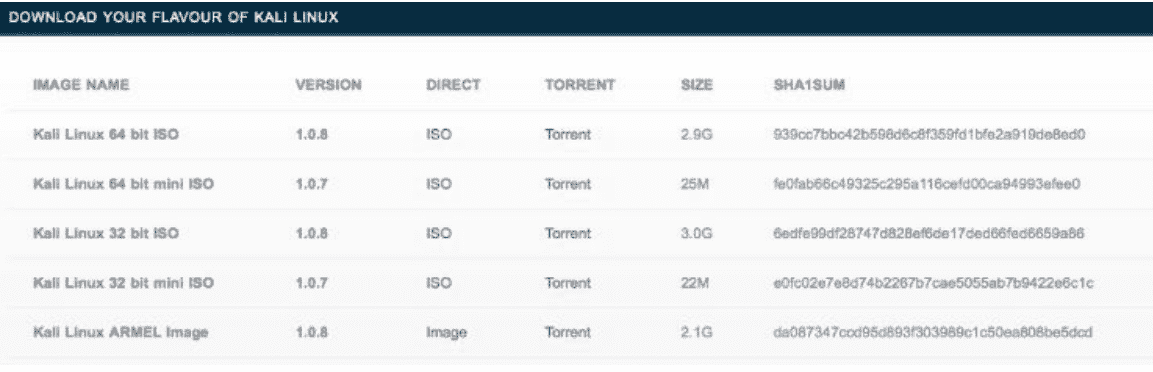 DOWNLOAD YOUR FLAVOUR OF KALI LINUX
IMAGE NAME VERSION DIRECT TORRENT SIZE SHA1SUM
Kali Linux 64 bit ISO 1.0.8 ISO Torrent 2.9G 939cc7bbc42b598d6c8f359fd1bfe2a919de8ed0
Kali Linux 64 bit mini ISO 1.0.7 ISO Torrent 25M fe0fab66c49325c295a116cefd00ca94993efee0
Kali Linux 32 bit ISO 1.0.8 ISO Torrent 3.0G 6edfe99df28747d828ef6de17ded66fed6659a86
Kali Linux 32 bit mini ISO 1.0.7 ISO Torrent 22M e0fc02e7e8d74b2267b7cae5055ab7b9422e6c1c
Kali Linux ARMEL Image 1.0.8 Image Torrent 2.1G da087347ccd95d893f303989c1c50ea808be5dcd